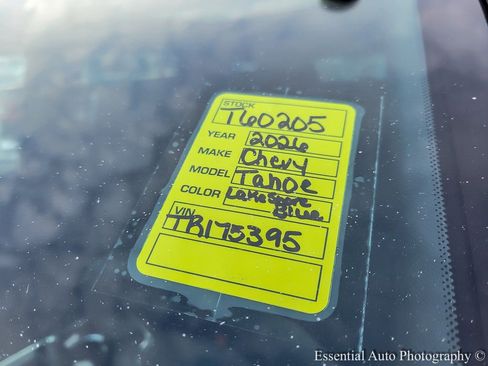 STOCK
T60205
YEAR 2026
MAKE Chevy
MODEL Tahoe
COLOR Lakeshore
Blue
VIN
TR175395
Essential Auto Photography ©